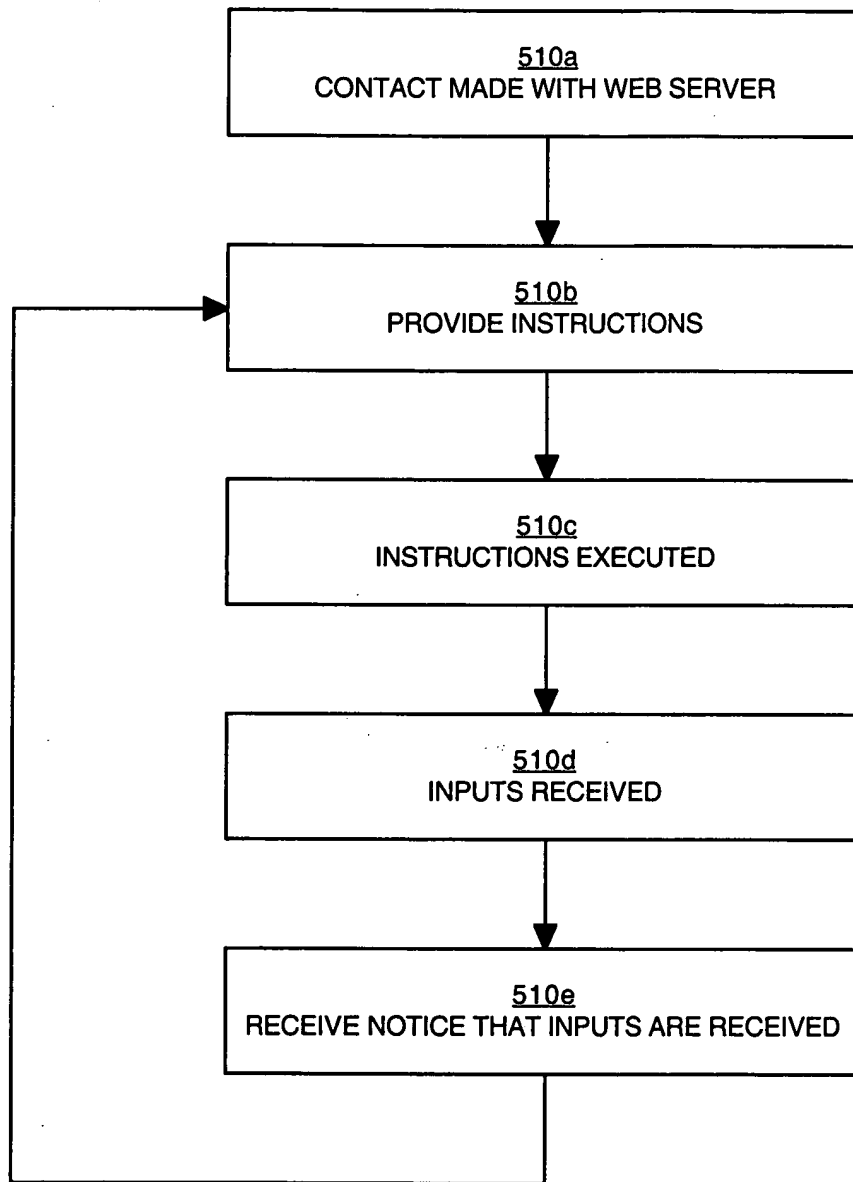 510a
CONTACT MADE WITH WEB SERVER
510b
PROVIDE INSTRUCTIONS
510c
INSTRUCTIONS EXECUTED
510d
INPUTS RECEIVED
510e
RECEIVE NOTICE THAT INPUTS ARE RECEIVED